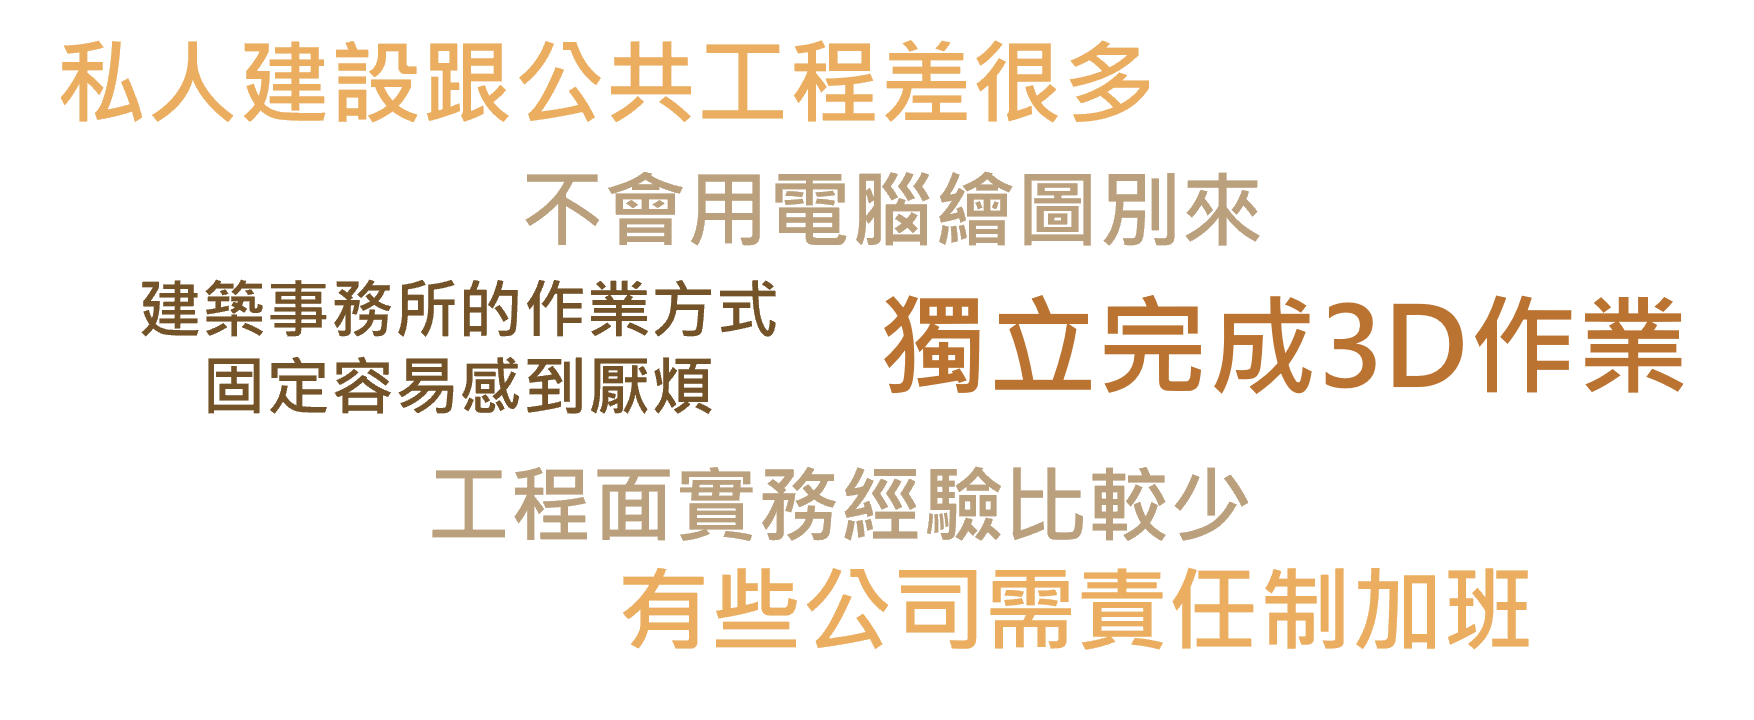 私人建設跟公共工程差很多
不會用電腦繪圖別來
建築事務所的作業方式
固定容易感到厭煩
獨立完成3D作業
工程面實務經驗比較少
有些公司需責任制加班